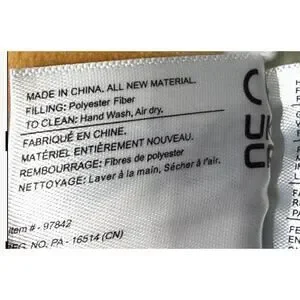 MADE IN CHINA. ALL NEW MATERIAL.
FILLING: Polyester Fiber
TO CLEAN: Hand Wash, Air dry.
FABRIQUÉ EN CHINE.
MATÉRIEL ENTIÈREMENT NOUVEAU.
REMBOURRAGE: Fibres de polyester
NETTOYAGE: Laver à la main, Sécher à l'air.
Item # - 97842
REG. NO. PA - 16514 (CN)
UK
CA